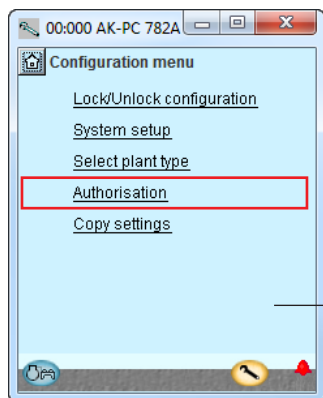 00:000 AK-PC 782A
Configuration menu
Lock/Unlock configuration
System setup
Select plant type
Authorisation
Copy settings